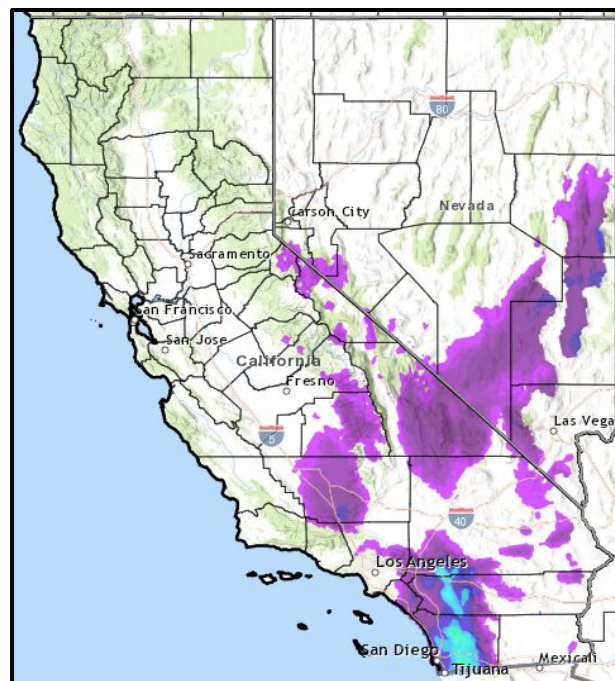 80
Carson City
Nevada
Sacramento
San Francisco
San Jose
California
Fresno
5
Las Vega
40
Los Angeles
San Diego
Mexicali
Tijuana